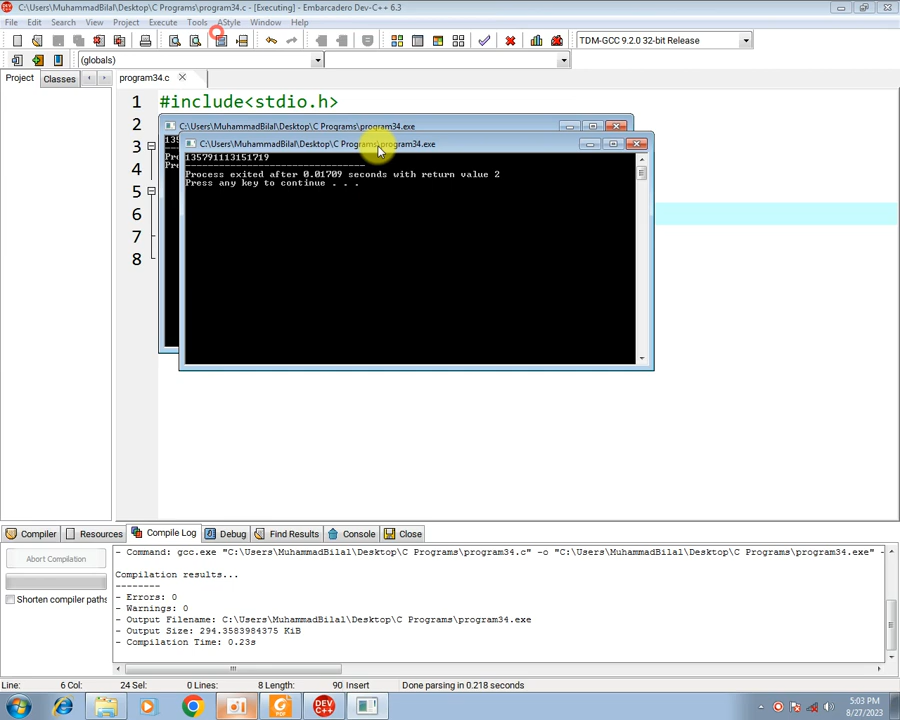 C:\Users\MuhammadBilal\Desktop\C Programs\program34.c - [Executing] - Embarcadero Dev-C++ 6.3
File Edit Search View Project Execute Tools AStyle Window Help
TDM-GCC 9.2.0 32-bit Release
(globals)
Project Classes program34.c
1 #include<stdio.h>
2
C:\Users\MuhammadBilal\Desktop\C Programs\program34.exe
3
C:\Users\MuhammadBilal\Desktop\C Programs\program34.exe
135791113151719
4
Process exited after 0.01709 seconds with return value 2
Press any key to continue . . .
5
6
7
8
Compiler Resources Compile Log Debug Find Results Console Close
Abort Compilation
Shorten compiler paths
- Command: gcc.exe "C:\Users\MuhammadBilal\Desktop\C Programs\program34.c" -o "C:\Users\MuhammadBilal\Desktop\C Programs\program34.exe" -
Compilation results...
--------
- Errors: 0
- Warnings: 0
- Output Filename: C:\Users\MuhammadBilal\Desktop\C Programs\program34.exe
- Output Size: 294.3583984375 KiB
- Compilation Time: 0.23s
Line: 6 Col: 24 Sel: 0 Lines: 8 Length: 90 Insert Done parsing in 0.218 seconds
DEV C++
5:03 PM
8/27/2023